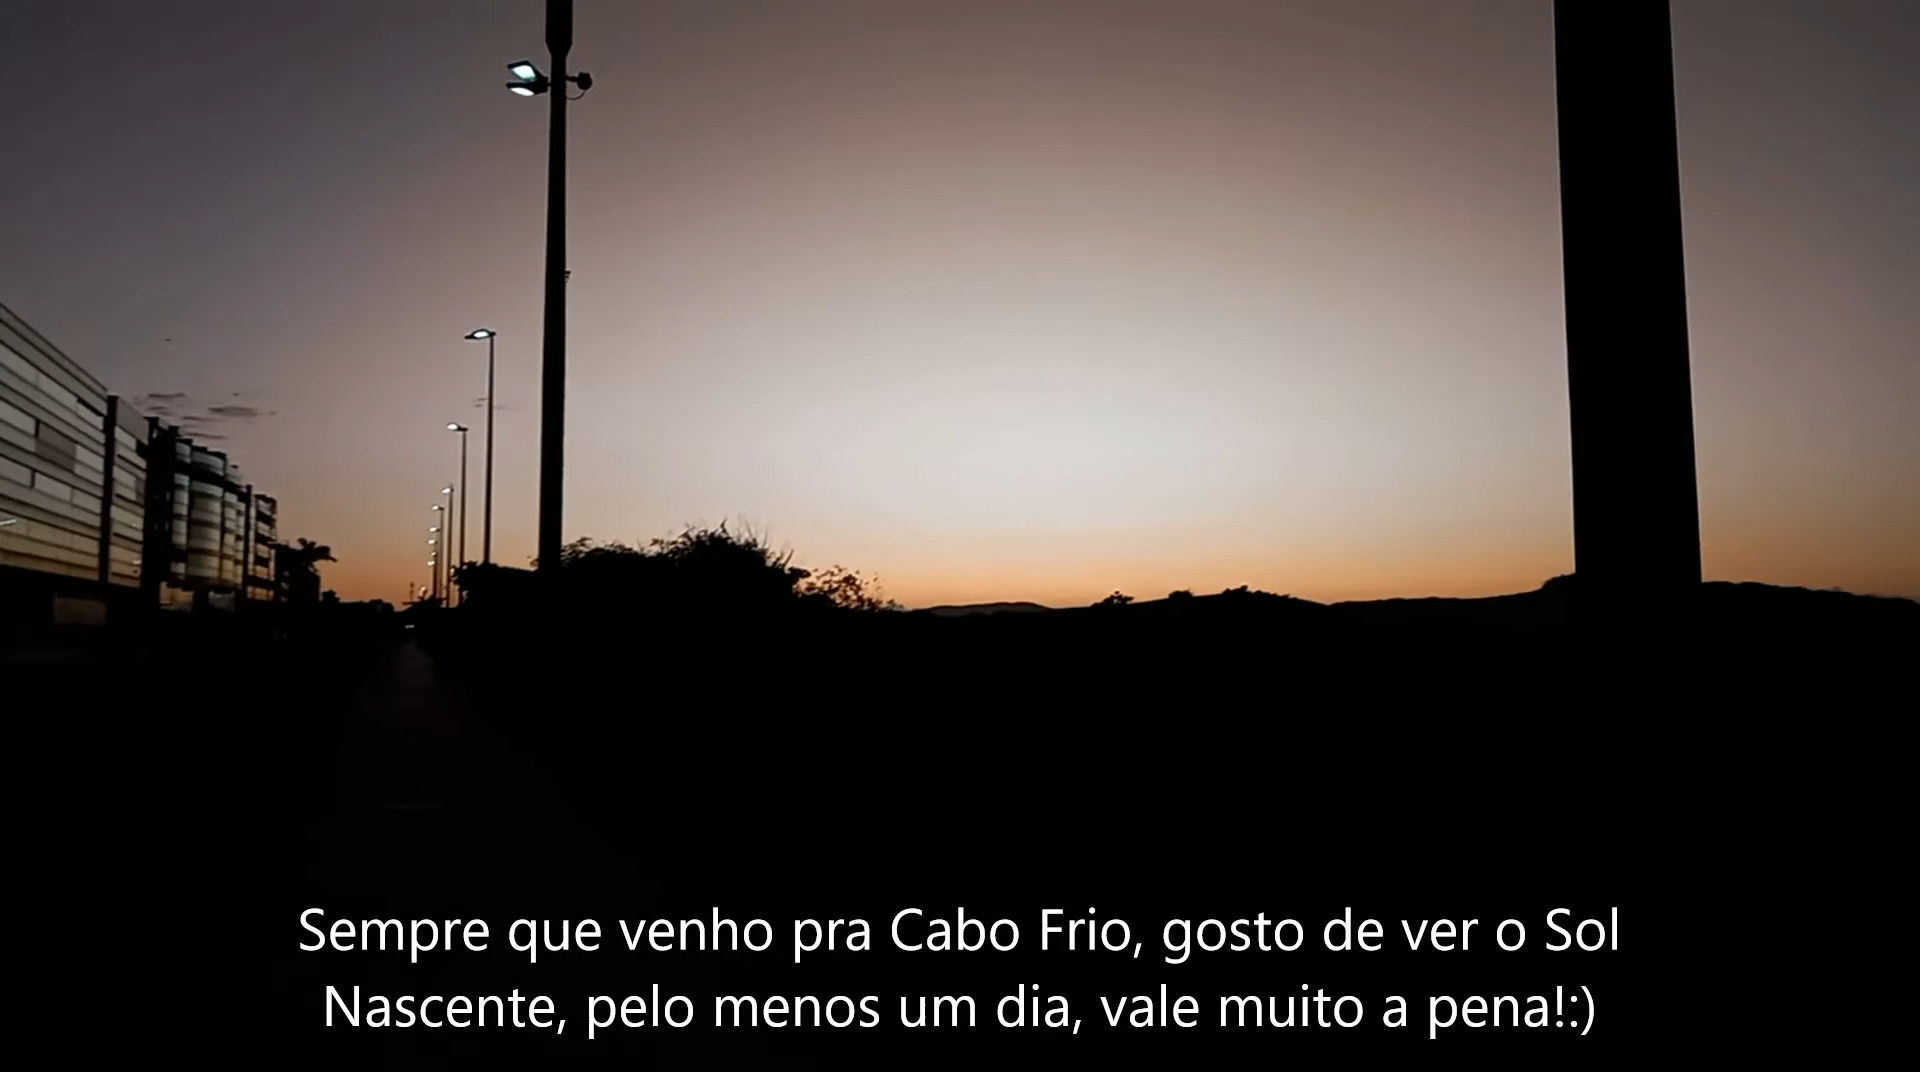 Sempre que venho pra Cabo Frio, gosto de ver o Sol
Nascente, pelo menos um dia, vale muito a pena!:)